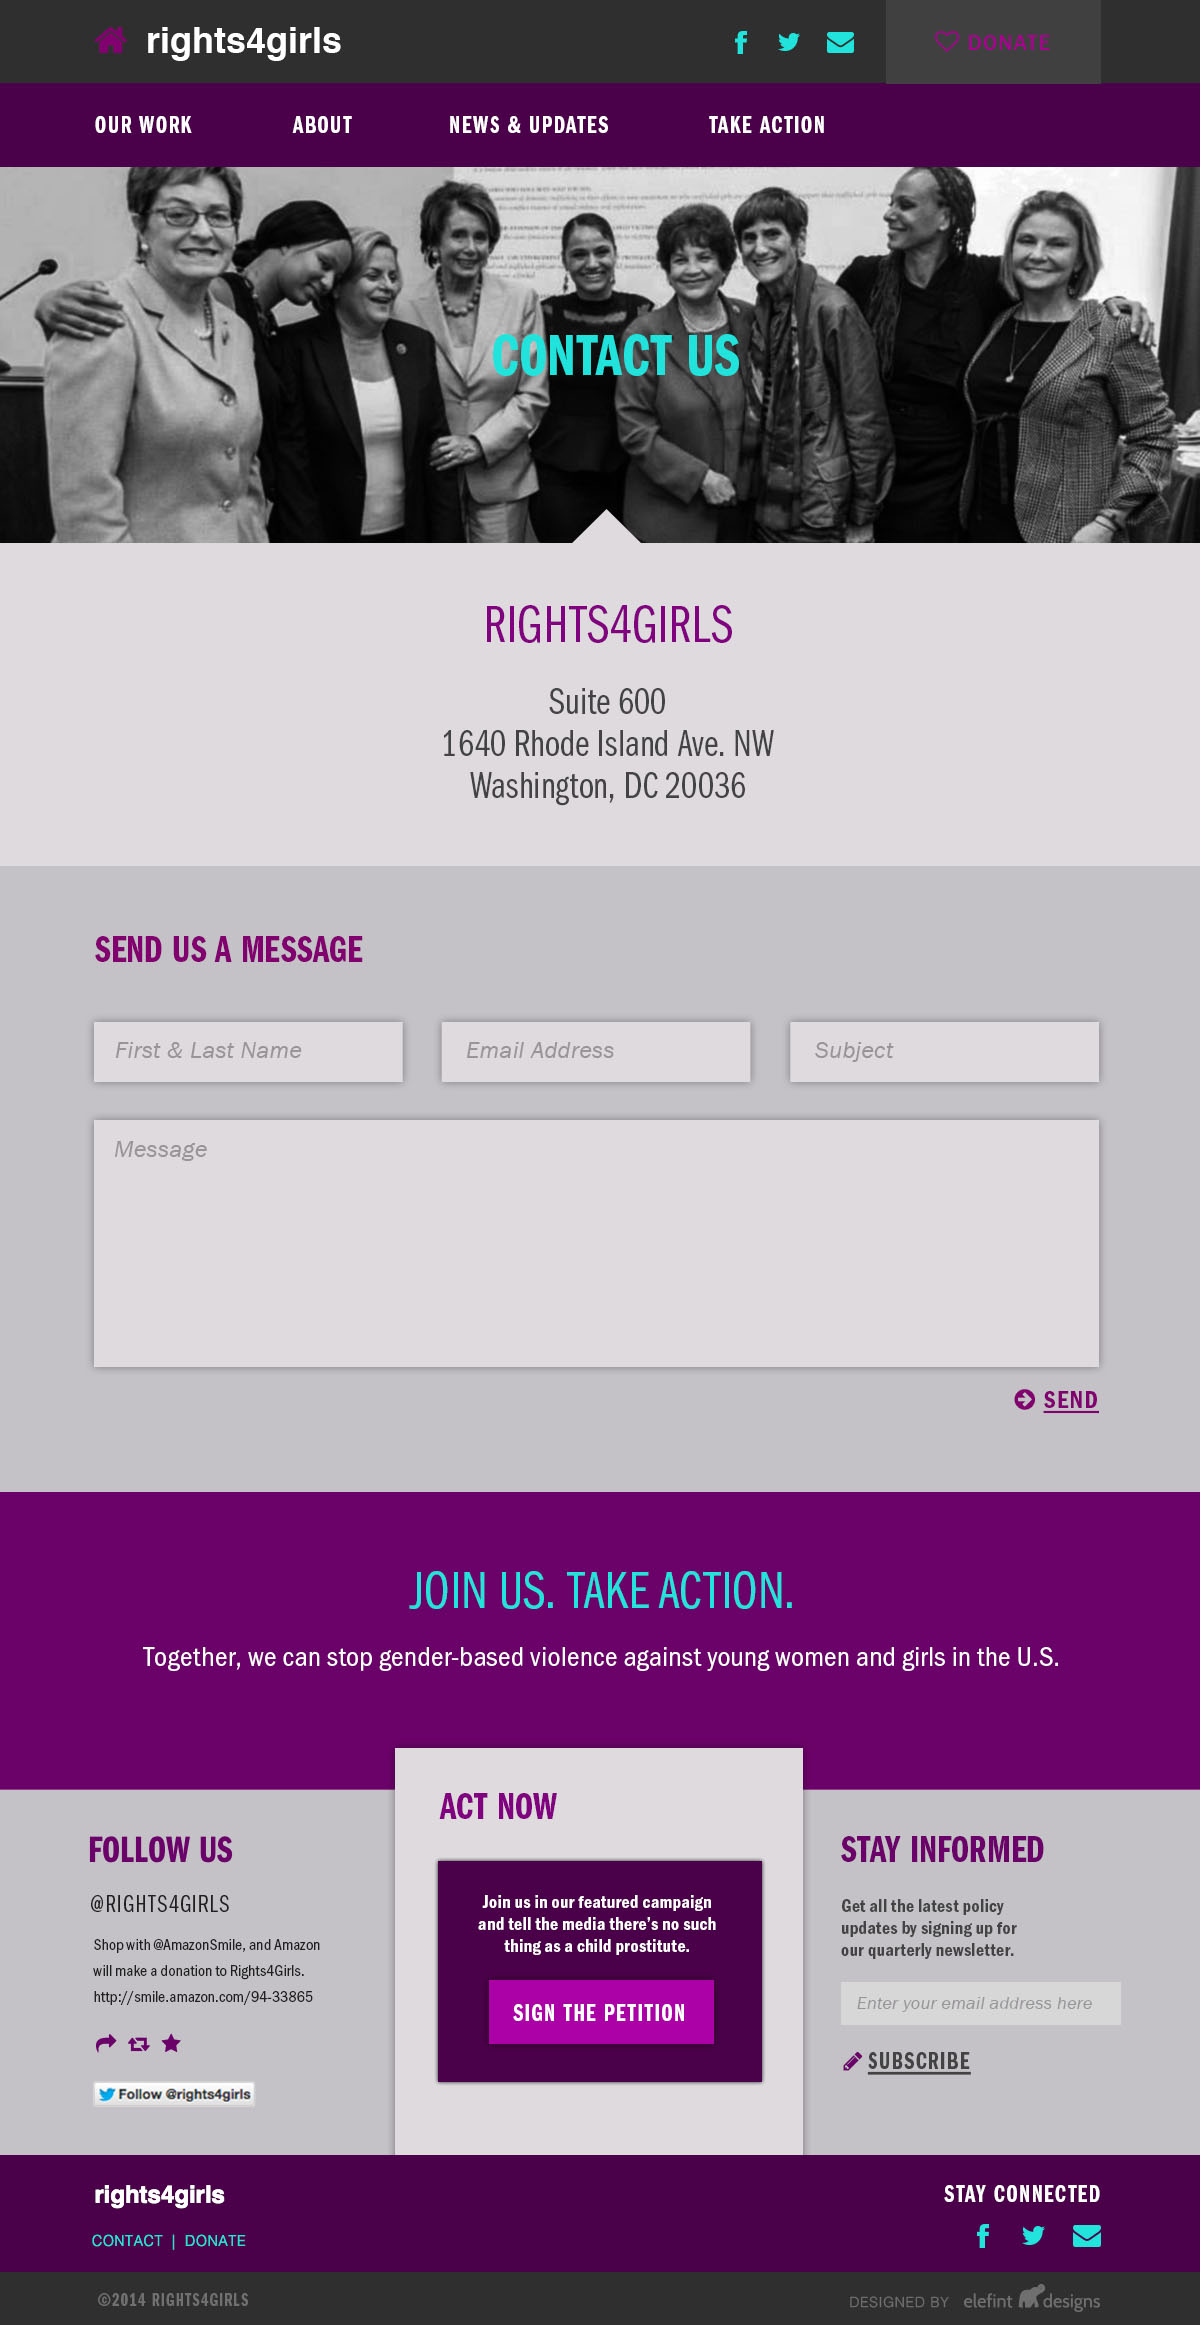 rights4girls
DONATE
OUR WORK
ABOUT
NEWS & UPDATES
TAKE ACTION
CONTACT US
RIGHTS4GIRLS
Suite 600
1640 Rhode Island Ave. NW
Washington, DC 20036
SEND US A MESSAGE
First & Last Name
Email Address
Subject
Message
SEND
JOIN US. TAKE ACTION.
Together, we can stop gender-based violence against young women and girls in the U.S.
FOLLOW US
@RIGHTS4GIRLS
Shop with @AmazonSmile, and Amazon
will make a donation to Rights4Girls.
http://smile.amazon.com/94-33865
Follow @rights4girls
ACT NOW
Join us in our featured campaign
and tell the media there's no such
thing as a child prostitute.
SIGN THE PETITION
STAY INFORMED
Get all the latest policy
updates by signing up for
our quarterly newsletter.
Enter your email address here
SUBSCRIBE
rights4girls
CONTACT | DONATE
STAY CONNECTED
©2014 RIGHTS4GIRLS
DESIGNED BY elefint designs